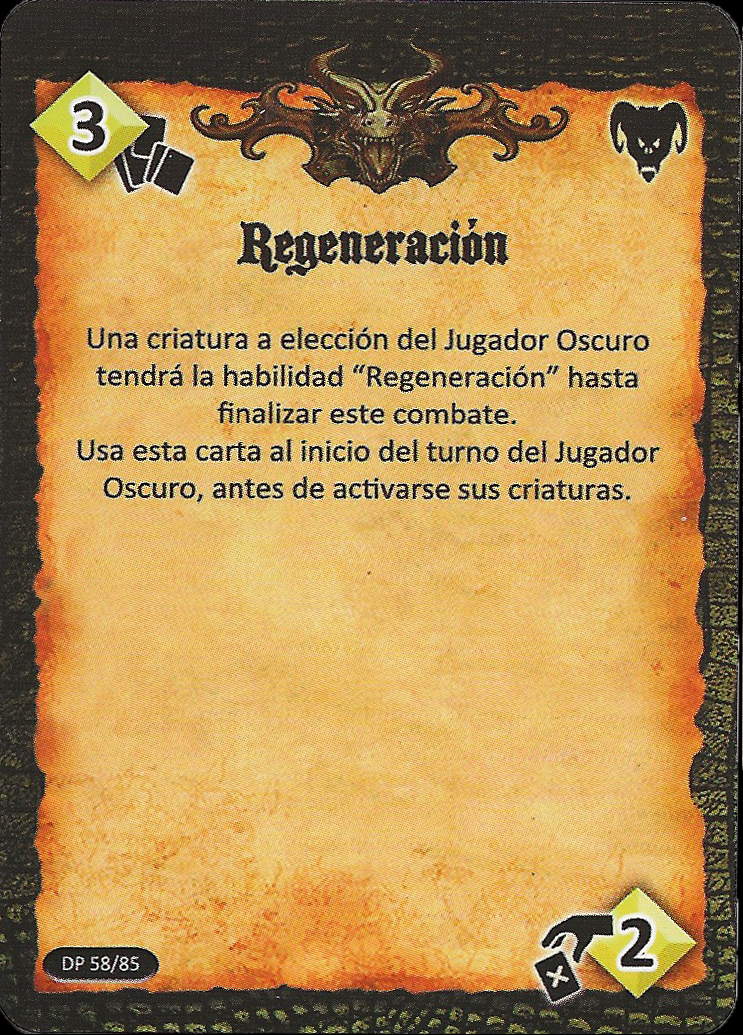 3
Regeneración
Una criatura a elección del Jugador Oscuro
tendrá la habilidad “Regeneración” hasta
finalizar este combate.
Usa esta carta al inicio del turno del Jugador
Oscuro, antes de activarse sus criaturas.
DP 58/85
2